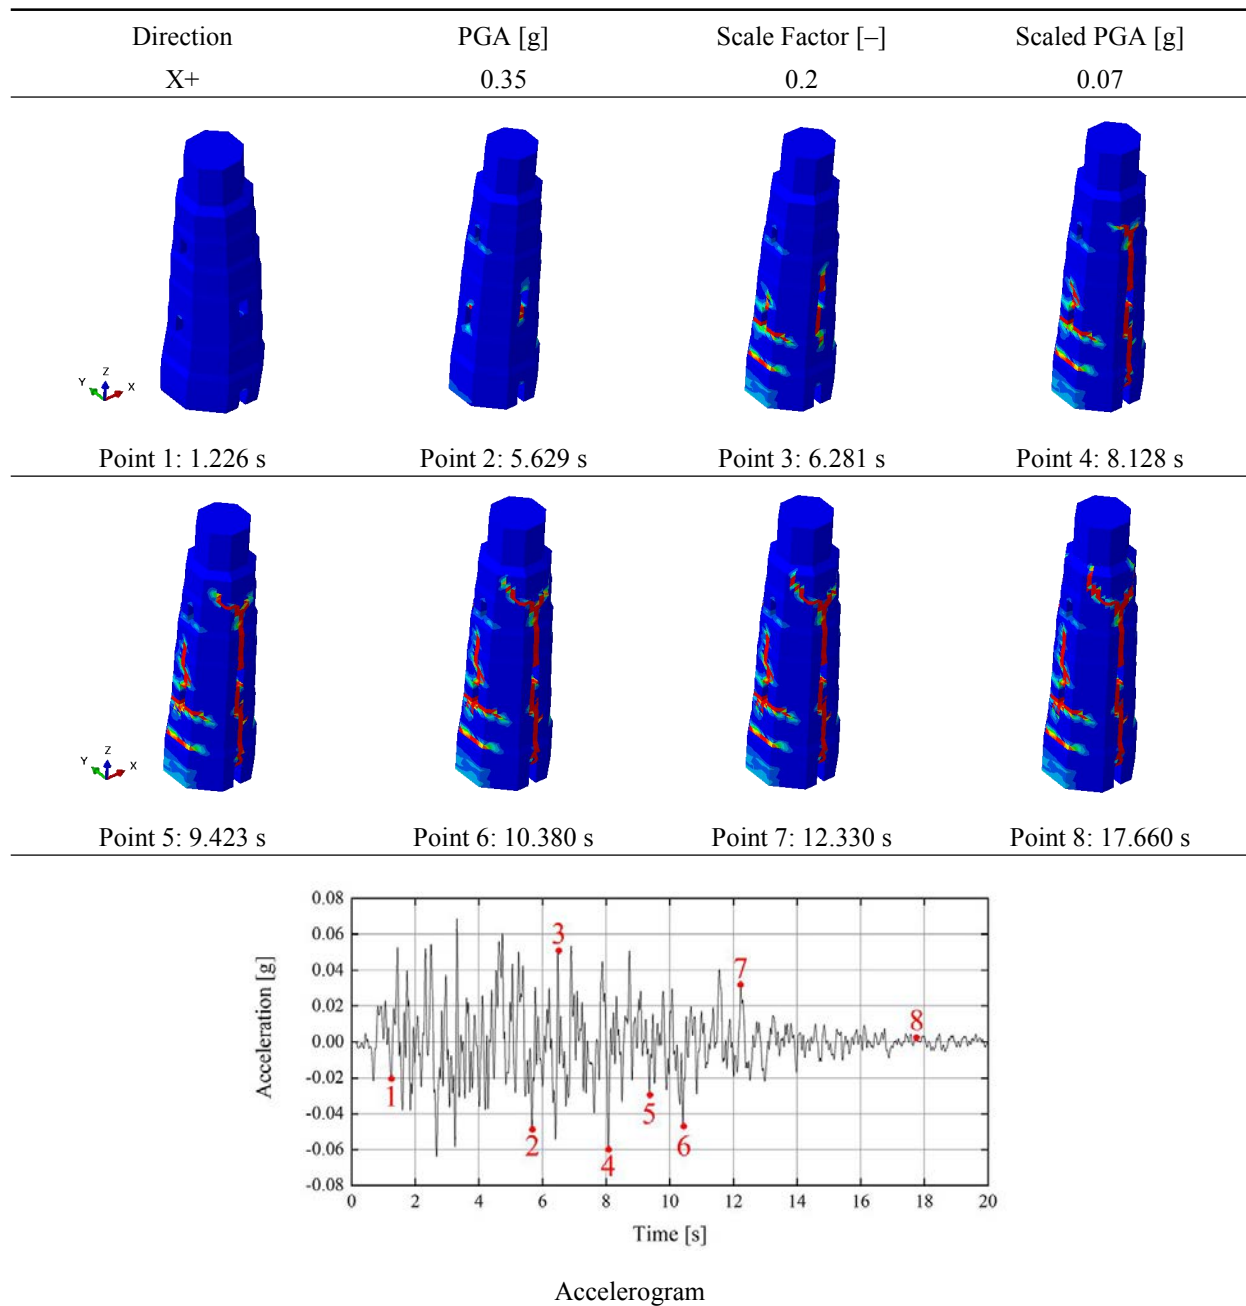 Direction PGA [g] Scale Factor [–] Scaled PGA [g]
X+ 0.35 0.2 0.07
Y Z X
Point 1: 1.226 s Point 2: 5.629 s Point 3: 6.281 s Point 4: 8.128 s
Y Z X
Point 5: 9.423 s Point 6: 10.380 s Point 7: 12.330 s Point 8: 17.660 s
0.08
0.06
0.04
0.02
0.00
-0.02
-0.04
-0.06
-0.08
Acceleration [g]
1
2
3
4
5
6
7
8
0 2 4 6 8 10 12 14 16 18 20
Time [s]
Accelerogram